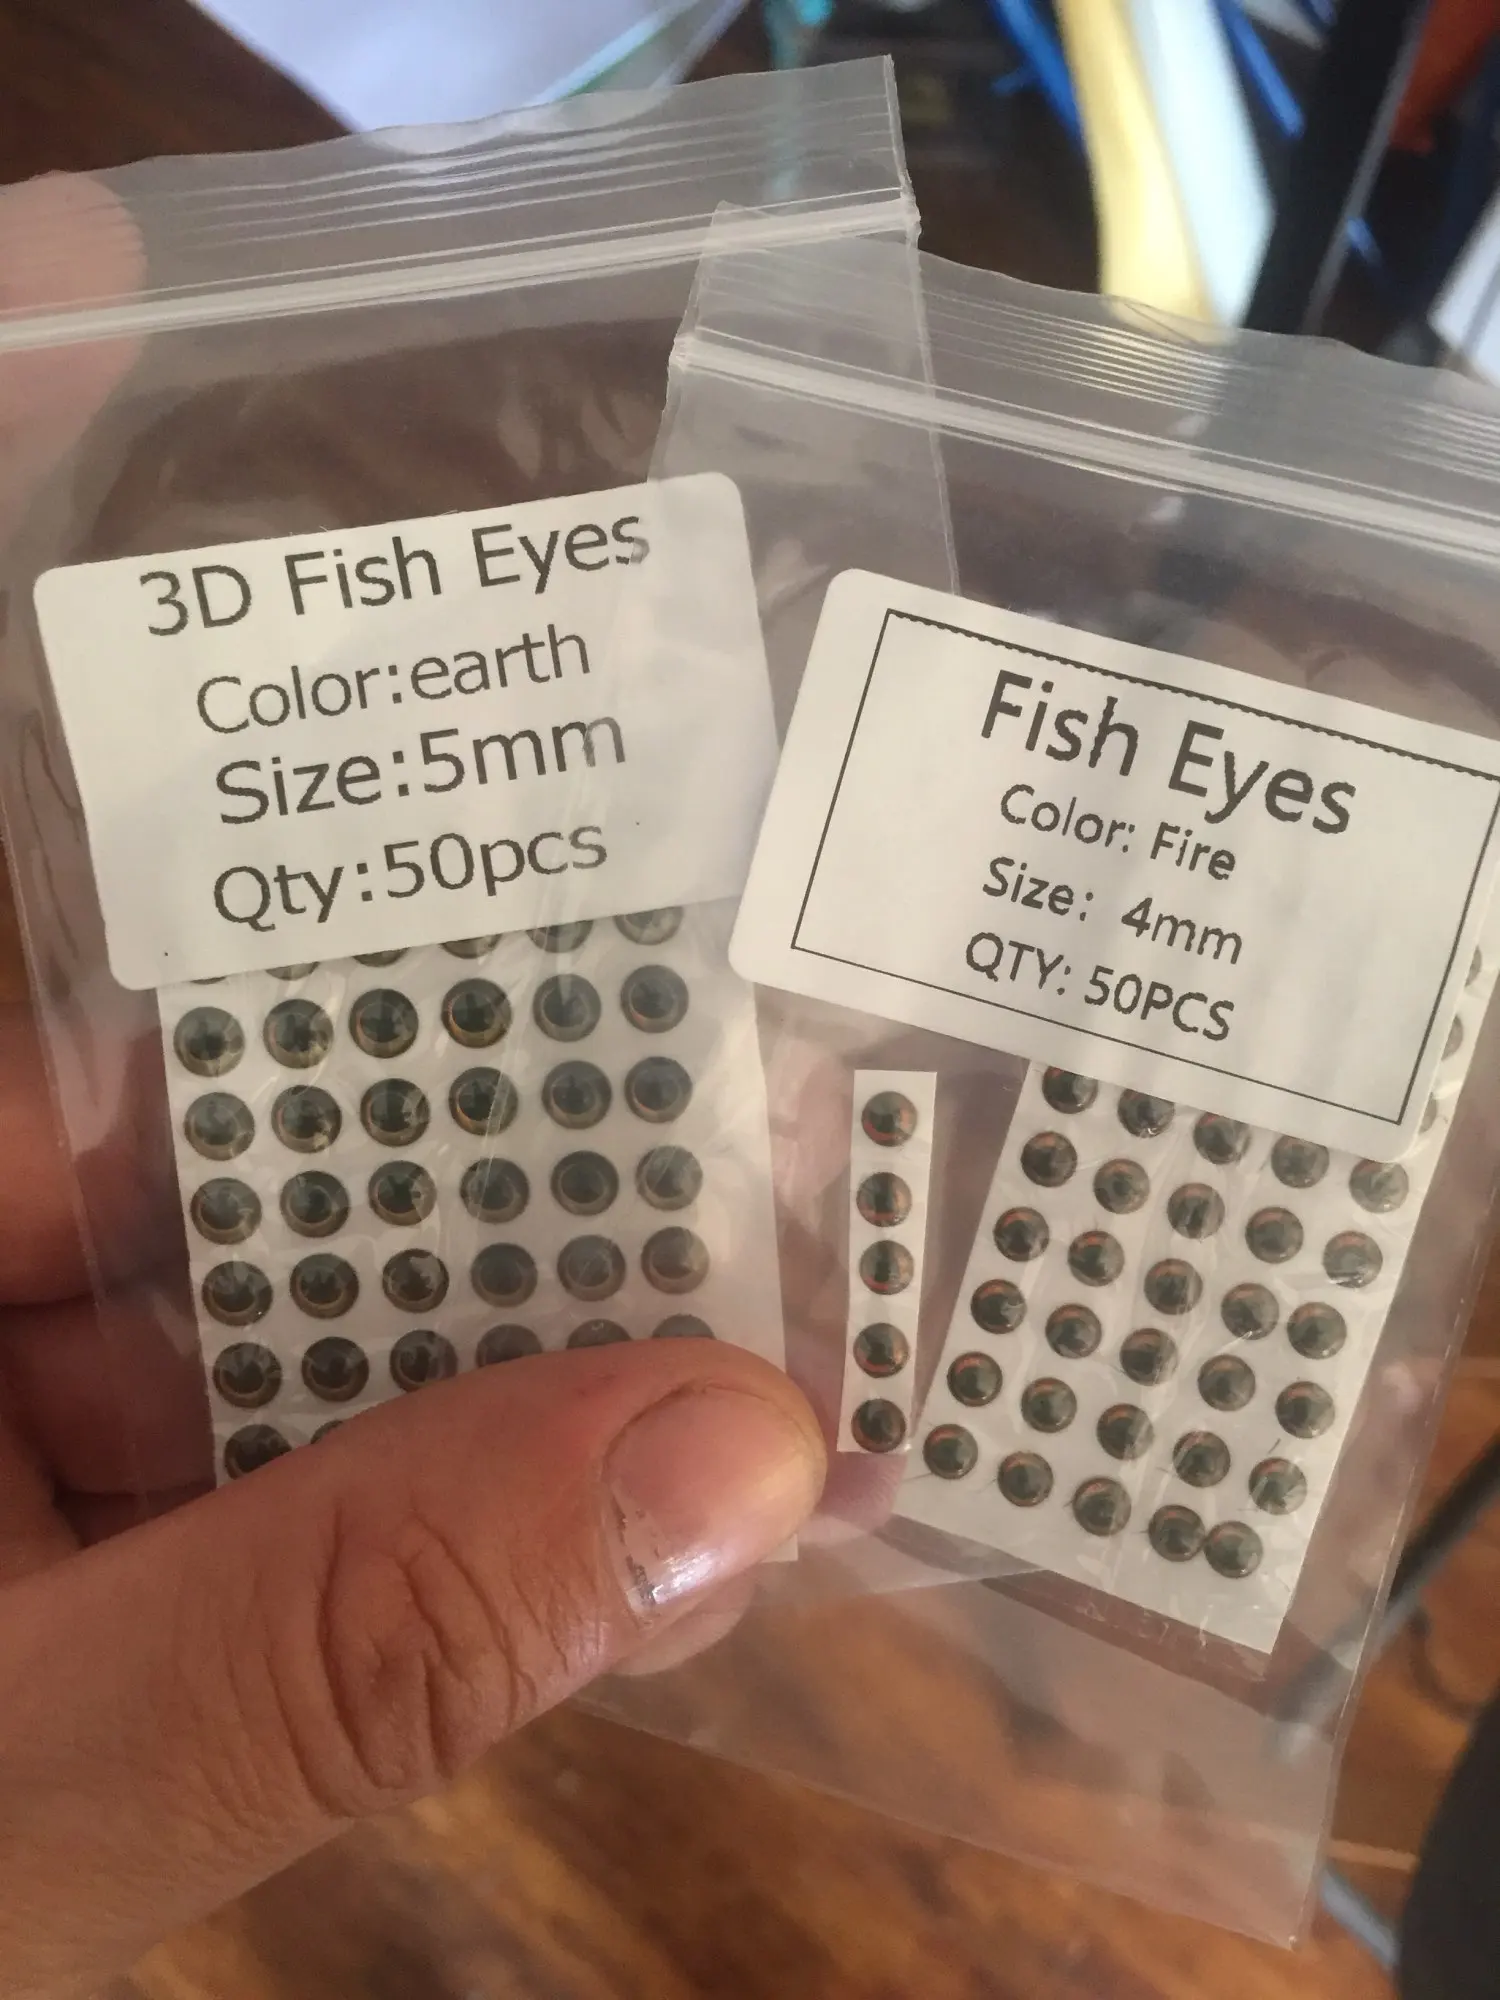 3D Fish Eyes
Color:earth
Size:5mm
Qty:50pcs
Fish Eyes
Color: Fire
Size: 4mm
QTY: 50PCS